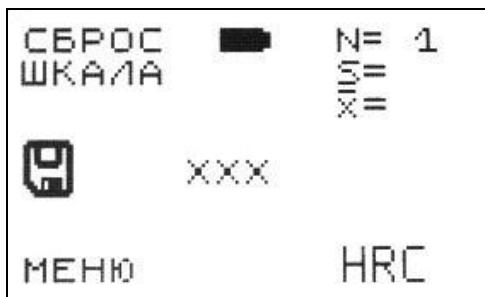 СБРОС N= 1
ШКАЛА S=
x̄=
xxx
МЕНЮ HRC